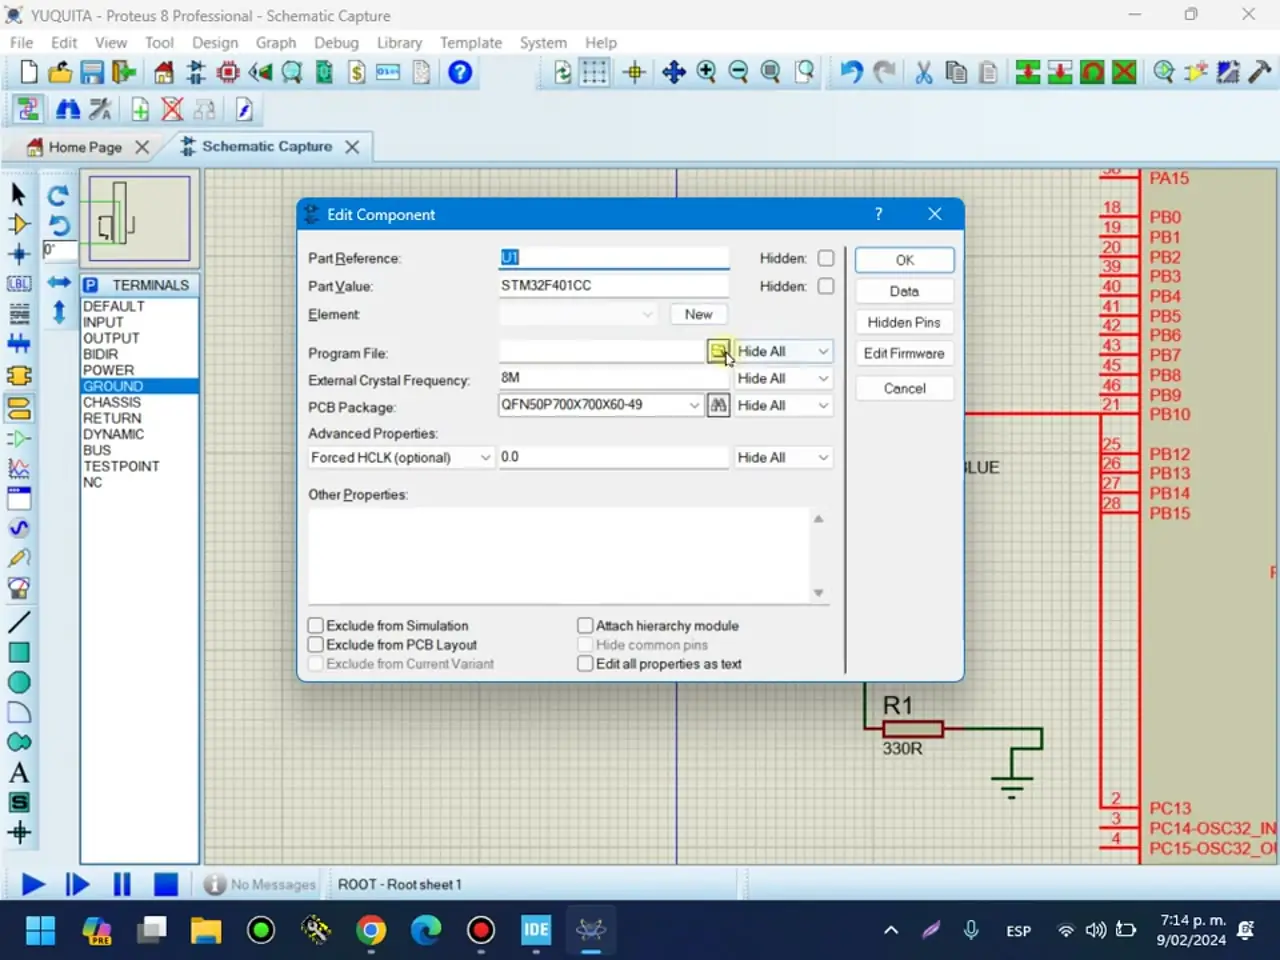 YUQUITA - Proteus 8 Professional - Schematic Capture
File Edit View Tool Design Graph Debug Library Template System Help
Home Page
Schematic Capture
0°
LBL
P TERMINALS
DEFAULT
INPUT
OUTPUT
BIDIR
POWER
GROUND
CHASSIS
RETURN
DYNAMIC
BUS
TESTPOINT
NC
Edit Component
Part Reference: U1 Hidden:
Part Value: STM32F401CC Hidden:
Element New
Program File: Hide All
External Crystal Frequency: 8M Hide All
PCB Package: QFN50P700X700X60-49 Hide All
Advanced Properties:
Forced HCLK (optional) 0.0 Hide All
Other Properties:
Exclude from Simulation Attach hierarchy module
Exclude from PCB Layout Hide common pins
Exclude from Current Variant Edit all properties as text
OK
Data
Hidden Pins
Edit Firmware
Cancel
PA15
18 PB0
19 PB1
20 PB2
39 PB3
40 PB4
41 PB5
42 PB6
43 PB7
45 PB8
46 PB9
21 PB10
25 PB12
26 PB13
27 PB14
28 PB15
LUE
R1
330R
2 PC13
3 PC14-OSC32_IN
4 PC15-OSC32_OU
No Messages
ROOT - Root sheet 1
PRE
IDE
ESP
7:14 p. m.
9/02/2024